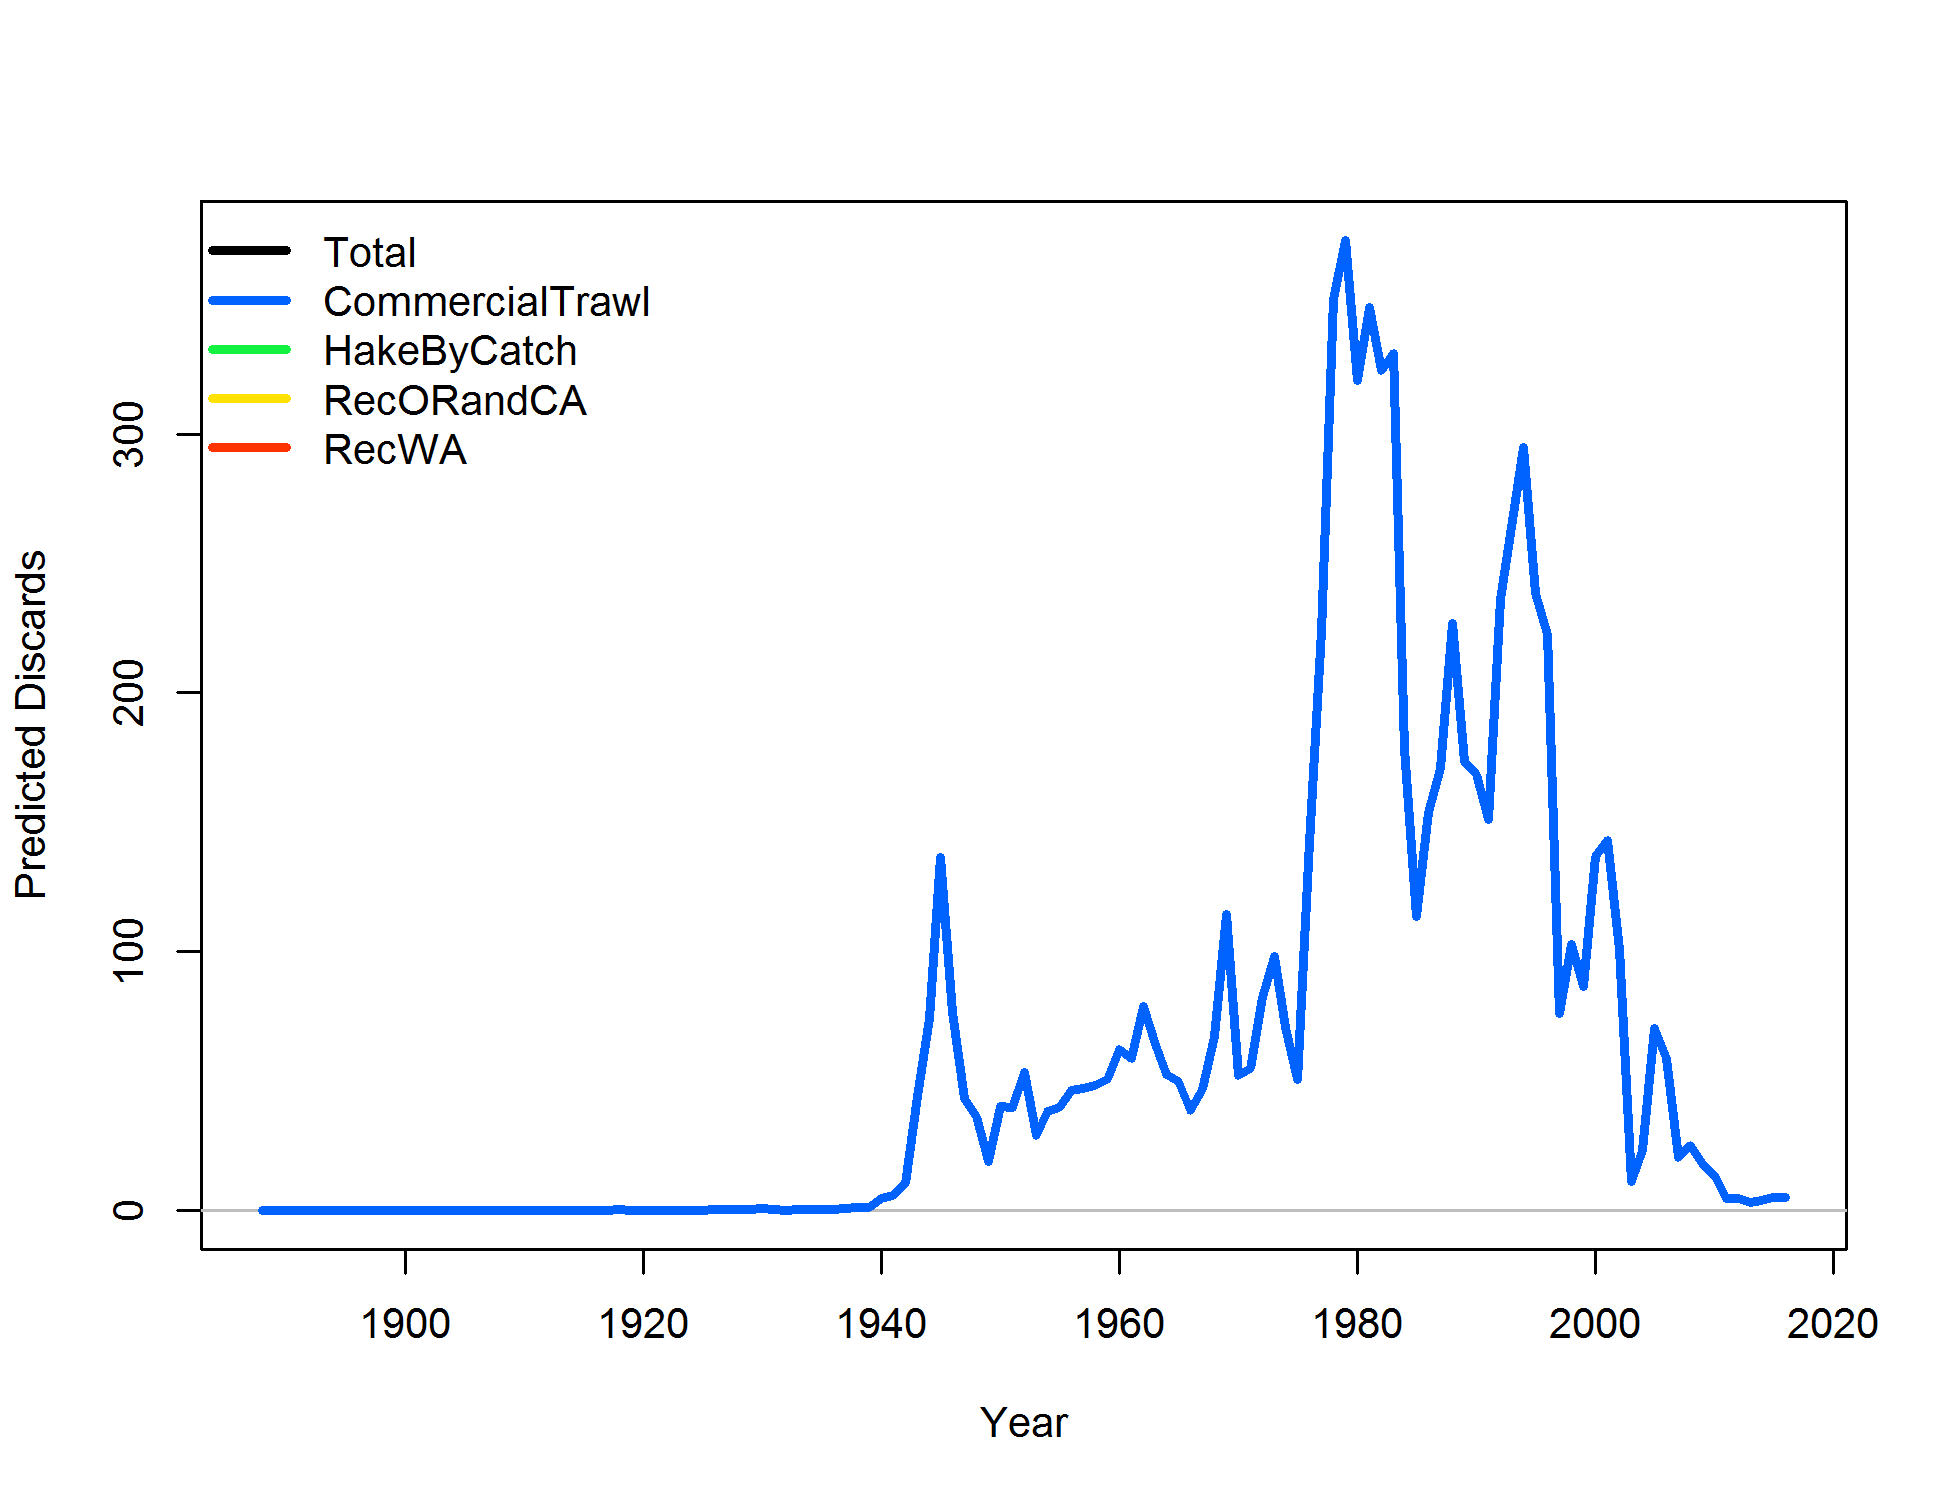 Total
CommercialTrawl
HakeByCatch
RecORandCA
RecWA
Predicted Discards
300
200
100
0
1900 1920 1940 1960 1980 2000 2020
Year